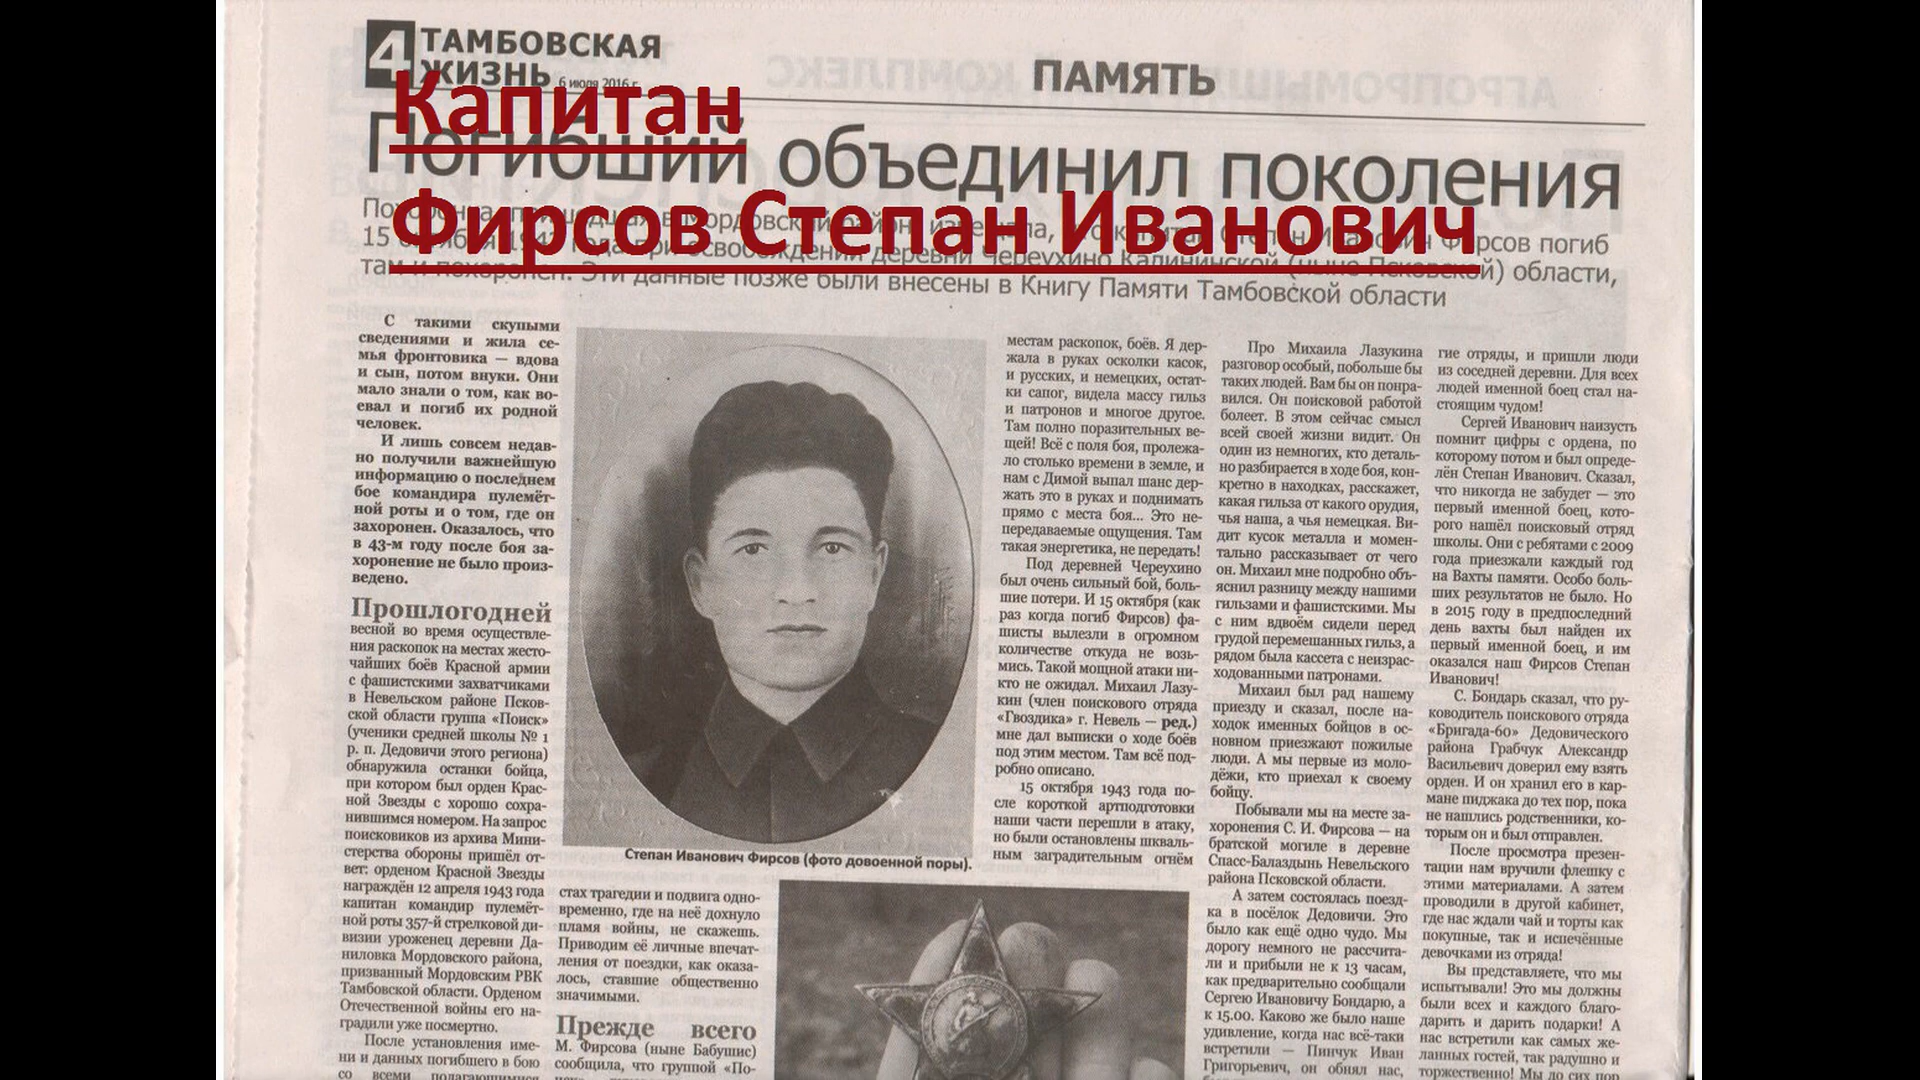 4 ТАМБОВСКАЯ
ЖИЗНЬ 6 июля 2016 г.
ПАМЯТЬ
Капитан
Погибший объединил поколения
Фирсов Степан Иванович
Фирсов погиб
15 освобождении деревни Череухино Калининской (ныне Псковской) области,
там и похоронен. Эти данные позже были внесены в Книгу Памяти Тамбовской области
С такими скупыми
сведениями и жила се-
мья фронтовика — вдова
и сын, потом внуки. Они
мало знали о том, как во-
евал и погиб их родной
человек.
И лишь совсем недав-
но получили важнейшую
информацию о последнем
бое командира пулемёт-
ной роты и о том, где он
захоронен. Оказалось, что
в 43-м году после боя за-
хоронение не было произ-
ведено.
Прошлогодней
весной во время осуществле-
ния раскопок на местах жесто-
чайших боёв Красной армии
с фашистскими захватчиками
в Невельском районе Псков-
ской области группа «Поиск»
(ученики средней школы № 1
р. п. Дедовичи этого региона)
обнаружила останки бойца,
при котором был орден Крас-
ной Звезды с хорошо сохра-
нившимся номером. На запрос
поисковиков из архива Мини-
стерства обороны пришёл от-
вет: орденом Красной Звезды
награждён 12 апреля 1943 года
капитан командир пулемёт-
ной роты 357-й стрелковой ди-
визии уроженец деревни Да-
ниловка Мордовского района,
призванный Мордовским РВК
Тамбовской области. Орденом
Отечественной войны его на-
градили уже посмертно.
После установления име-
ни и данных погибшего в бою
со всеми полагающимися
Степан Иванович Фирсов (фото довоенной поры).
стах трагедии и подвига одно-
временно, где на неё дохнуло
пламя войны, не скажешь.
Приводим её личные впечат-
ления от поездки, как оказа-
лось, ставшие общественно
значимыми.
Прежде всего
М. Фирсова (ныне Бабушис)
сообщила, что группой «По-
местам раскопок, боёв. Я дер-
жала в руках осколки касок,
и русских, и немецких, остат-
ки сапог, видела массу гильз
и патронов и многое другое.
Там полно поразительных ве-
щей! Всё с поля боя, пролежа-
ло столько времени в земле, и
нам с Димой выпал шанс дер-
жать это в руках и поднимать
прямо с места боя... Это не-
передаваемые ощущения. Там
такая энергетика, не передать!
Под деревней Череухино
был очень сильный бой, боль-
шие потери. И 15 октября (как
раз когда погиб Фирсов) фа-
шисты вылезли в огромном
количестве откуда не возь-
мись. Такой мощной атаки ни-
кто не ожидал. Михаил Лазу-
кин (член поискового отряда
«Гвоздика» г. Невель — ред.)
мне дал выписки о ходе боёв
под этим местом. Там всё под-
робно описано.
15 октября 1943 года по-
сле короткой артподготовки
наши части перешли в атаку,
но были остановлены шкваль-
ным заградительным огнём
Про Михаила Лазукина
разговор особый, побольше бы
таких людей. Вам бы он понра-
вился. Он поисковой работой
болеет. В этом сейчас смысл
всей своей жизни видит. Он
один из немногих, кто деталь-
но разбирается в ходе боя, кон-
кретно в находках, расскажет,
какая гильза от какого орудия,
чья наша, а чья немецкая. Ви-
дит кусок металла и момен-
тально рассказывает от чего
он. Михаил мне подробно объ-
яснил разницу между нашими
гильзами и фашистскими. Мы
с ним вдвоём сидели перед
грудой перемешанных гильз, а
рядом была кассета с неизрас-
ходованными патронами.
Михаил был рад нашему
приезду и сказал, после на-
ходок именных бойцов в ос-
новном приезжают пожилые
люди. А мы первые из моло-
дёжи, кто приехал к своему
бойцу.
Побывали мы на месте за-
хоронения С. И. Фирсова — на
братской могиле в деревне
Спасс-Балаздынь Невельского
района Псковской области.
А затем состоялась поезд-
ка в посёлок Дедовичи. Это
было как ещё одно чудо. Мы
дорогу немного не рассчита-
ли и прибыли не к 13 часам,
как предварительно сообщали
Сергею Ивановичу Бондарю, а
к 15.00. Каково же было наше
удивление, когда нас всё-таки
встретили — Пинчук Иван
Григорьевич, он обнял нас,
гие отряды, и пришли люди
из соседней деревни. Для всех
людей именной боец стал на-
стоящим чудом!
Сергей Иванович наизусть
помнит цифры с ордена, по
которому потом и был опреде-
лён Степан Иванович. Сказал,
что никогда не забудет — это
первый именной боец, кото-
рого нашёл поисковый отряд
школы. Они с ребятами с 2009
года приезжали каждый год
на Вахты памяти. Особо боль-
ших результатов не было. Но
в 2015 году в предпоследний
день вахты был найден их
первый именной боец, и им
оказался наш Фирсов Степан
Иванович!
С. Бондарь сказал, что ру-
ководитель поискового отряда
«Бригада-60» Дедовического
района Грабчук Александр
Васильевич доверил ему взять
орден. И он хранил его в кар-
мане пиджака до тех пор, пока
не нашлись родственники, ко-
торым он и был отправлен.
После просмотра презен-
тации нам вручили флешку с
этими материалами. А затем
проводили в другой кабинет,
где нас ждали чай и торты как
покупные, так и испечённые
девочками из отряда!
Вы представляете, что мы
испытывали! Это мы должны
были всех и каждого благо-
дарить и дарить подарки! А
нас встретили как самых же-
ланных гостей, так радушно и
торжественно! Мы до сих пор